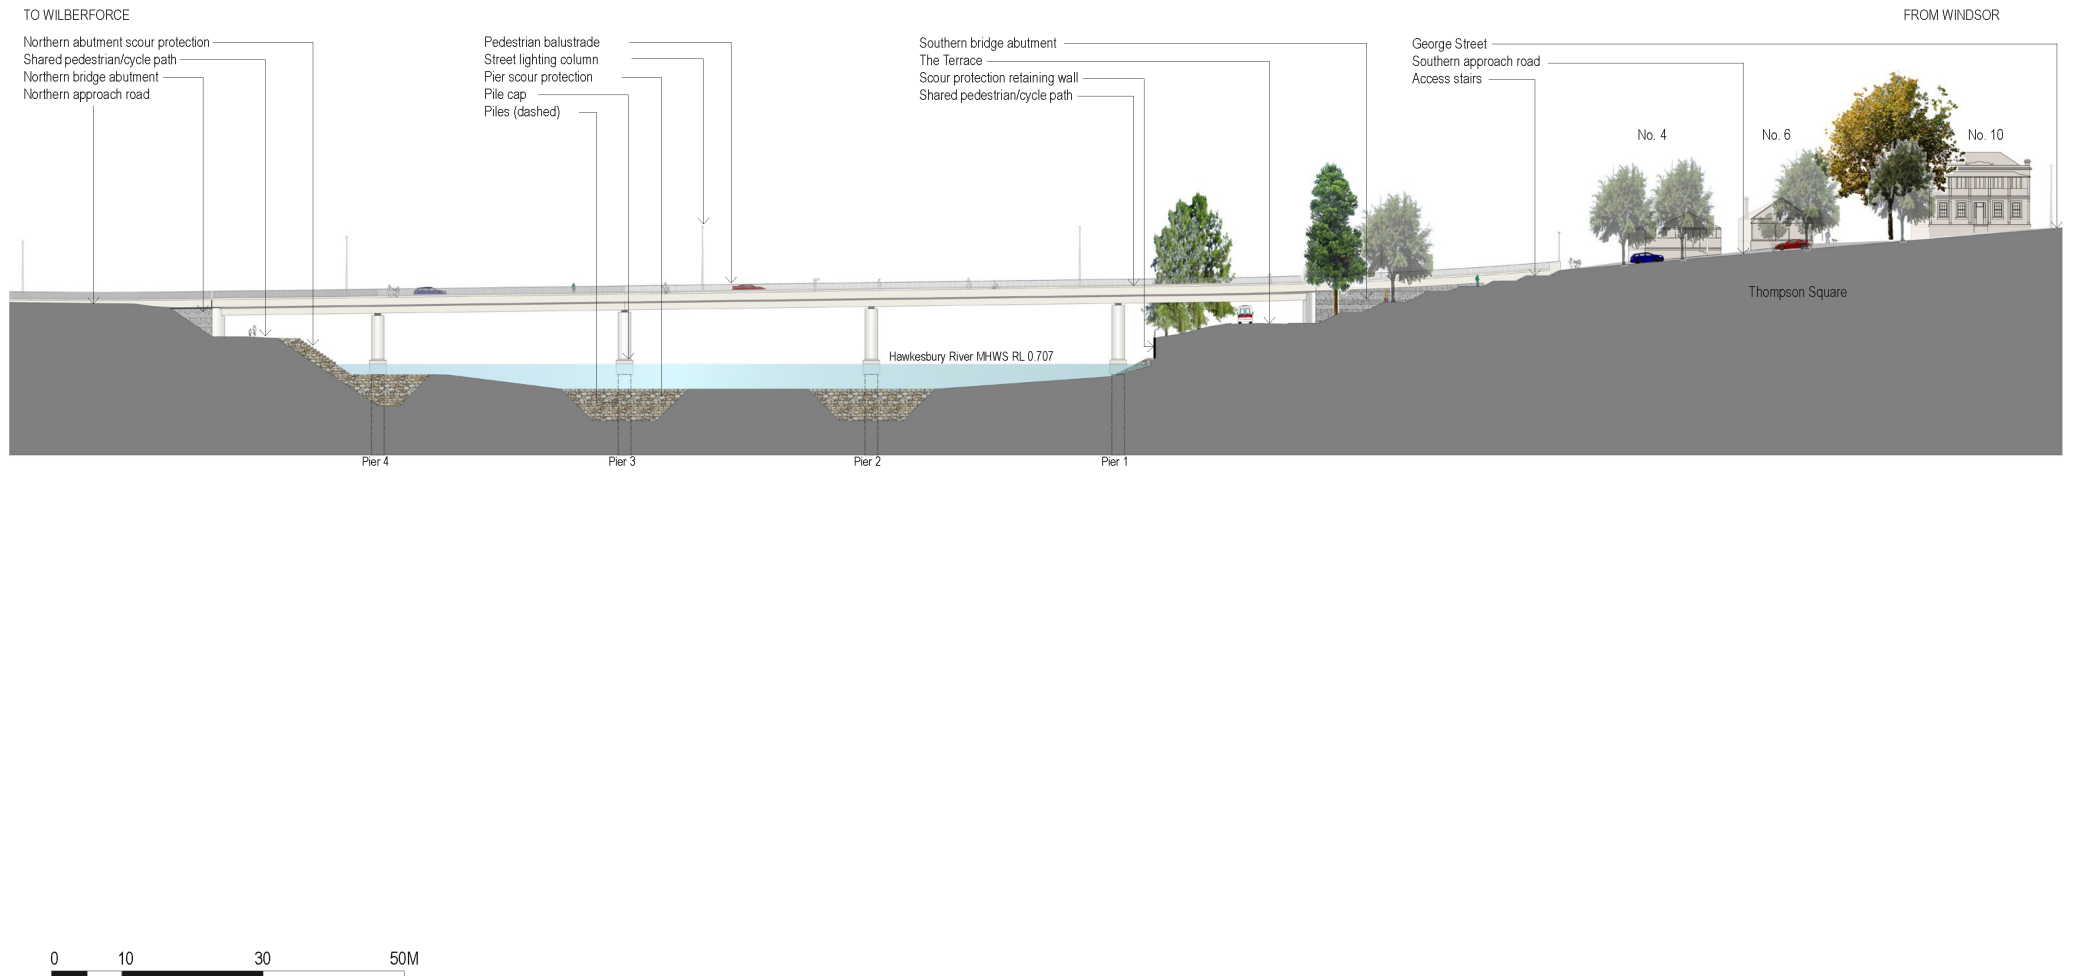 TO WILBERFORCE
FROM WINDSOR
Northern abutment scour protection
Shared pedestrian/cycle path
Northern bridge abutment
Northern approach road
Pedestrian balustrade
Street lighting column
Pier scour protection
Pile cap
Piles (dashed)
Southern bridge abutment
The Terrace
Scour protection retaining wall
Shared pedestrian/cycle path
George Street
Southern approach road
Access stairs
No. 4
No. 6
No. 10
Thompson Square
Hawkesbury River MHWS RL 0.707
Pier 4
Pier 3
Pier 2
Pier 1
0 10 30 50M